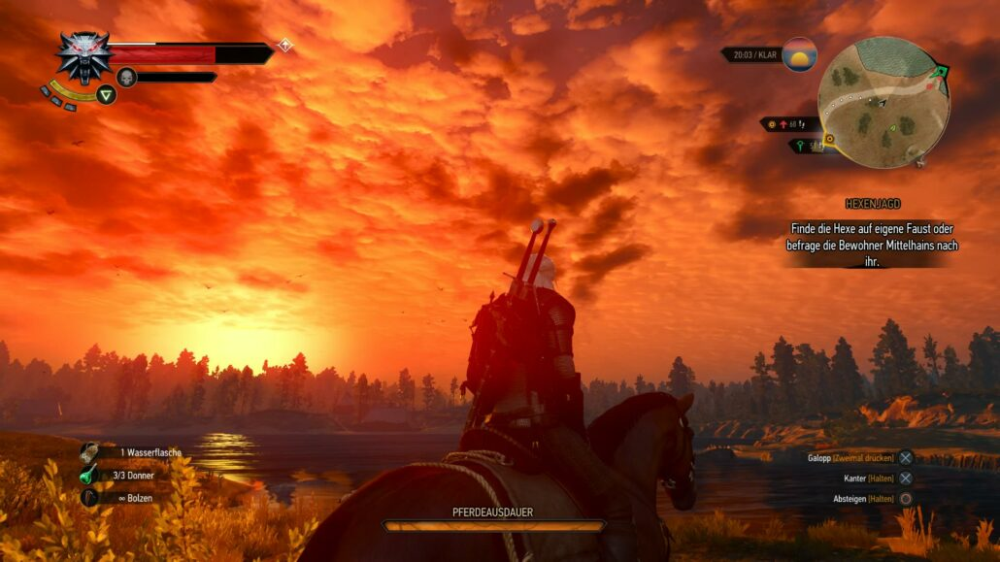 20:03 / KLAR
68
HEXENJAGD
Finde die Hexe auf eigene Faust oder
befrage die Bewohner Mittelhains nach
ihr.
1 Wasserflasche
3/3 Donner
∞ Bolzen
PFERDEAUSDAUER
Galopp [Zweimal drücken]
Kanter [Halten]
Absteigen [Halten]